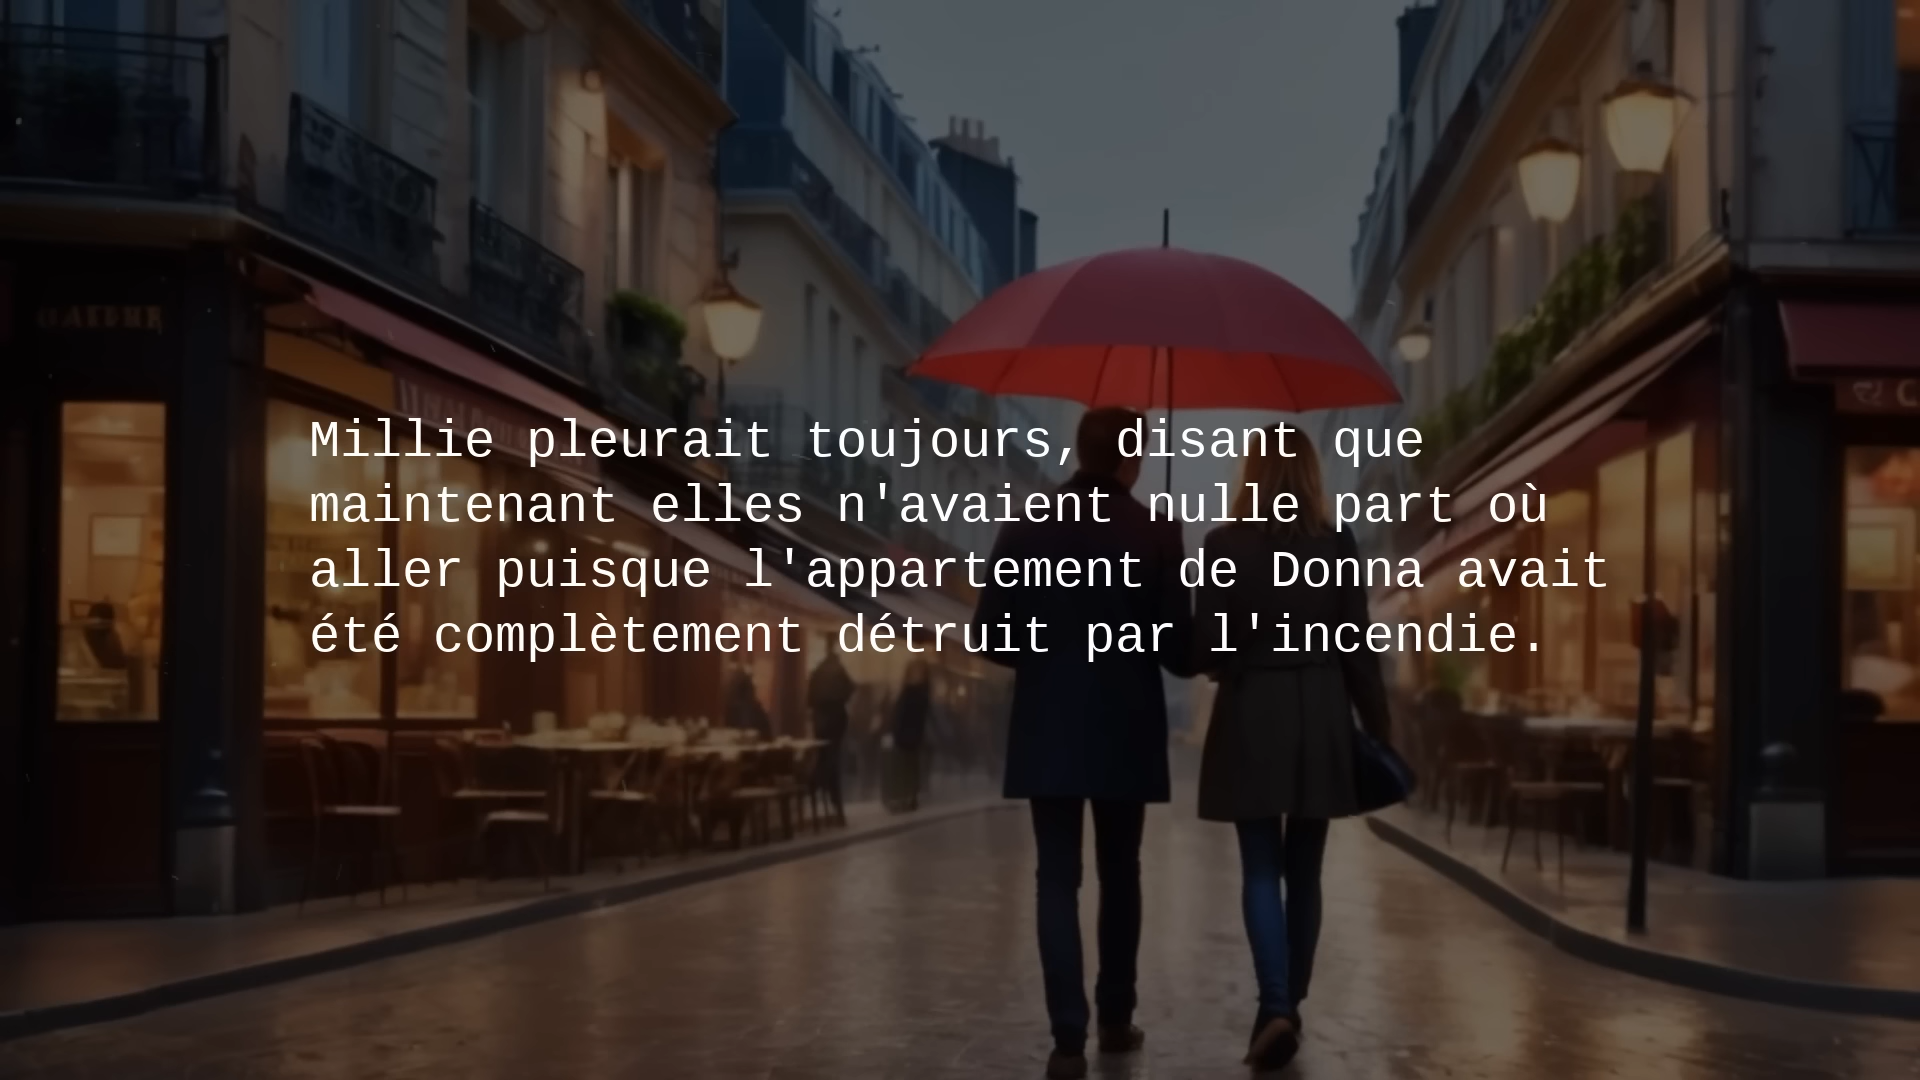 Millie pleurait toujours, disant que
maintenant elles n'avaient nulle part où
aller puisque l'appartement de Donna avait
été complètement détruit par l'incendie.